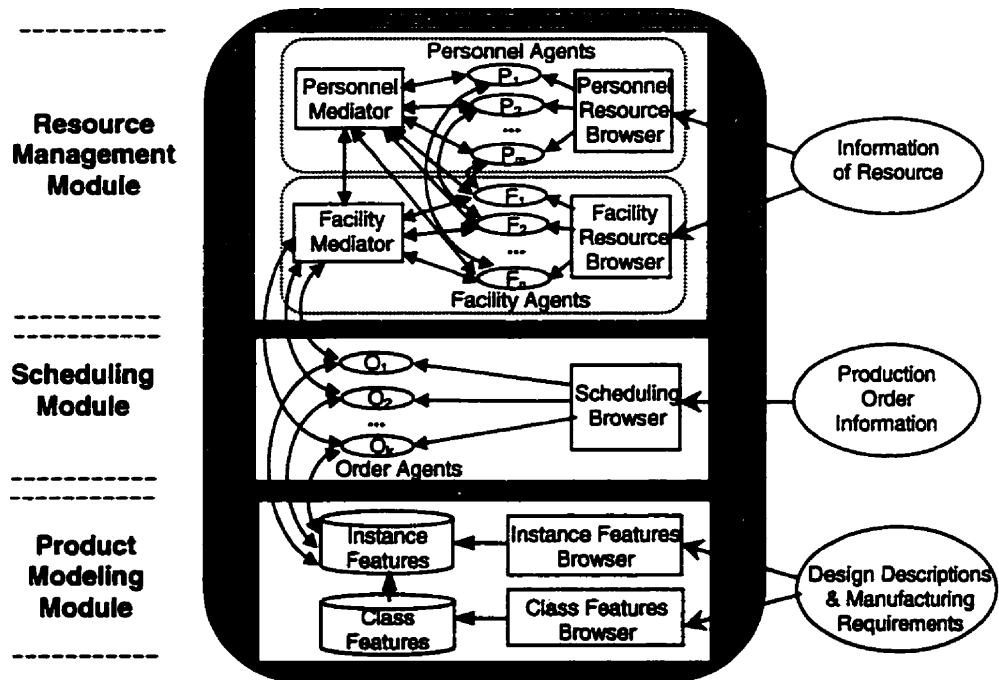 Resource
Management
Module
Personnel Agents
Personnel
Mediator
P₁
P₂
...
Pₘ
Personnel
Resource
Browser
Information
of Resource
Facility
Mediator
F₁
F₂
...
Fₙ
Facility
Resource
Browser
Facility Agents
Scheduling
Module
O₁
O₂
...
Oₖ
Order Agents
Scheduling
Browser
Production
Order
Information
Product
Modeling
Module
Instance
Features
Instance Features
Browser
Class
Features
Class Features
Browser
Design Descriptions
& Manufacturing
Requirements